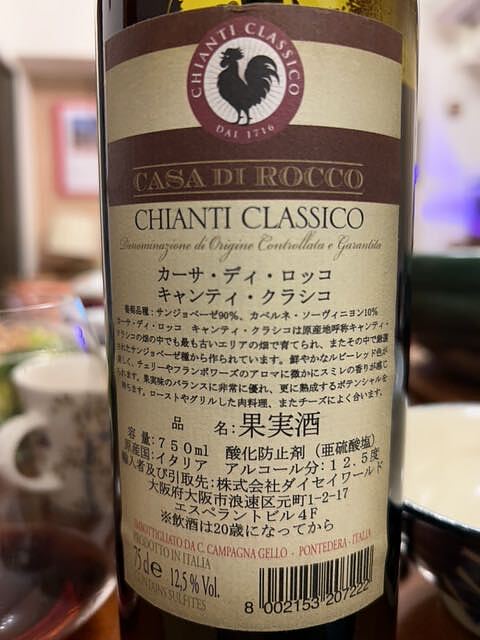 CHIANTI CLASSICO
DAI 1716
CASA DI ROCCO
CHIANTI CLASSICO
Denominazione di Origine Controllata e Garantita
カーサ・ディ・ロッコ
キャンティ・クラシコ
葡萄品種：サンジョベーゼ90%、カベルネ・ソーヴィニヨン10%
カーサ・ディ・ロッコ　キャンティ・クラシコは原産地呼称キャンティ・
クラシコの畑の中でも最も古いエリアの畑で育てられ、またその中で厳選
されたサンジョベーゼ種から作られています。鮮やかなルビーレッド色が
美しく、チェリーやフランボワーズのアロマに微かにスミレの香りが感じ
られます。果実味のバランスに非常に優れ、更に熟成するポテンシャルを
持ちます。ローストやグリルした肉料理、またチーズによく合います。
品　名：果実酒
容量：750ml　酸化防止剤（亜硫酸塩）
原産国：イタリア　アルコール分：12.5度
輸入者及び引取先：株式会社ダイセイワールド
大阪府大阪市浪速区元町1-2-17
エスペラントビル4F
※飲酒は20歳になってから
IMBOTTIGLIATO DA C. CAMPAGNA GELLO - PONTEDERA - ITALIA
PRODOTTO IN ITALIA
75 cl e 12,5% Vol.
CONTAINS SULFITES
8 002153 207222